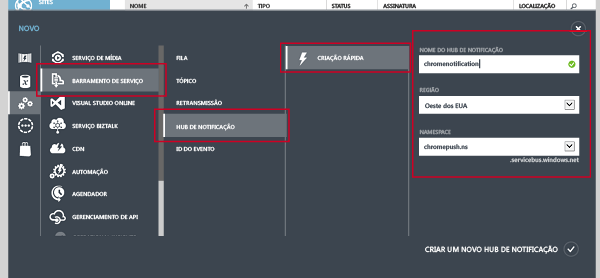 SITES
NOME
TIPO
STATUS
ASSINATURA
LOCALIZAÇÃO
NOVO
SERVIÇO DE MÍDIA
BARRAMENTO DE SERVIÇO
VISUAL STUDIO ONLINE
SERVIÇO BIZTALK
CDN
AUTOMAÇÃO
AGENDADOR
GERENCIAMENTO DE API
FILA
TÓPICO
RETRANSMISSÃO
HUB DE NOTIFICAÇÃO
ID DO EVENTO
CRIAÇÃO RÁPIDA
NOME DO HUB DE NOTIFICAÇÃO
chromenotification
REGIÃO
Oeste dos EUA
NAMESPACE
chromepush.ns
.servicebus.windows.net
CRIAR UM NOVO HUB DE NOTIFICAÇÃO